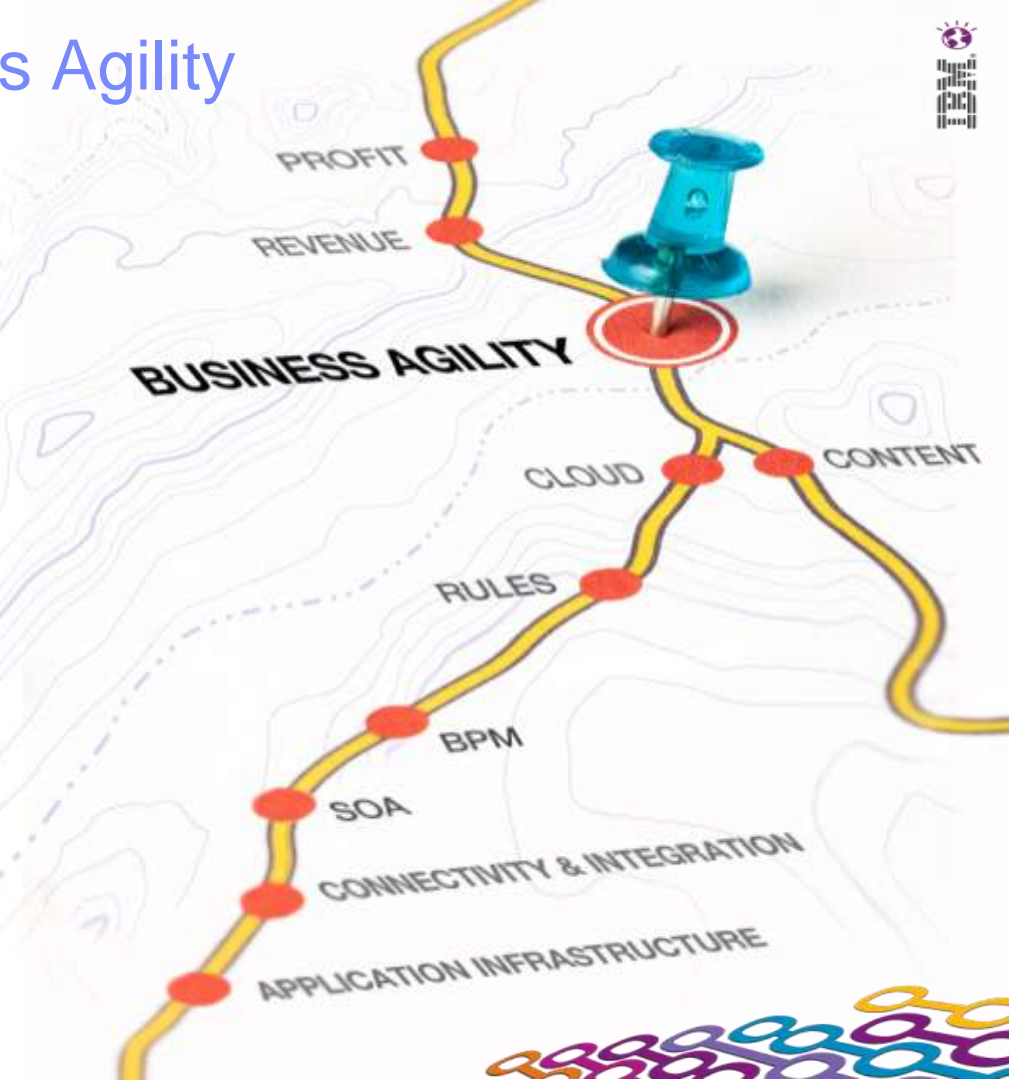 s Agility
IBM
PROFIT
REVENUE
BUSINESS AGILITY
CLOUD
CONTENT
RULES
BPM
SOA
CONNECTIVITY & INTEGRATION
APPLICATION INFRASTRUCTURE